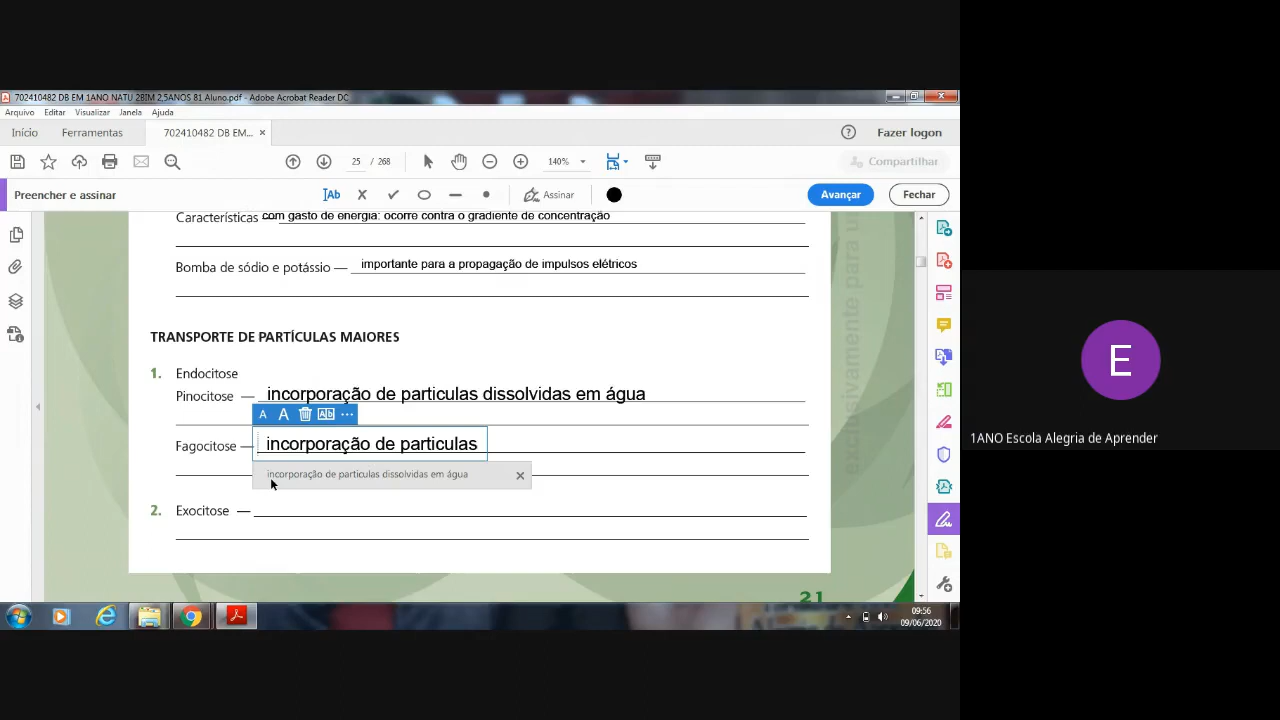 702410482 DB EM 1ANO NATU 2BIM 2,5ANOS 81 Aluno.pdf - Adobe Acrobat Reader DC
Arquivo Editar Visualizar Janela Ajuda
Início Ferramentas 702410482 DB EM... × Fazer logon
25 / 268 140% Compartilhar
Preencher e assinar Ab Assinar Avançar Fechar
Características — com gasto de energia: ocorre contra o gradiente de concentração
Bomba de sódio e potássio — importante para a propagação de impulsos elétricos
TRANSPORTE DE PARTÍCULAS MAIORES
1. Endocitose
Pinocitose — incorporação de particulas dissolvidas em água
A A Ab ...
Fagocitose — incorporação de particulas
incorporação de particulas dissolvidas em água ×
2. Exocitose —
21
exclusivamente para u
E
1ANO Escola Alegria de Aprender
09:56
09/06/2020